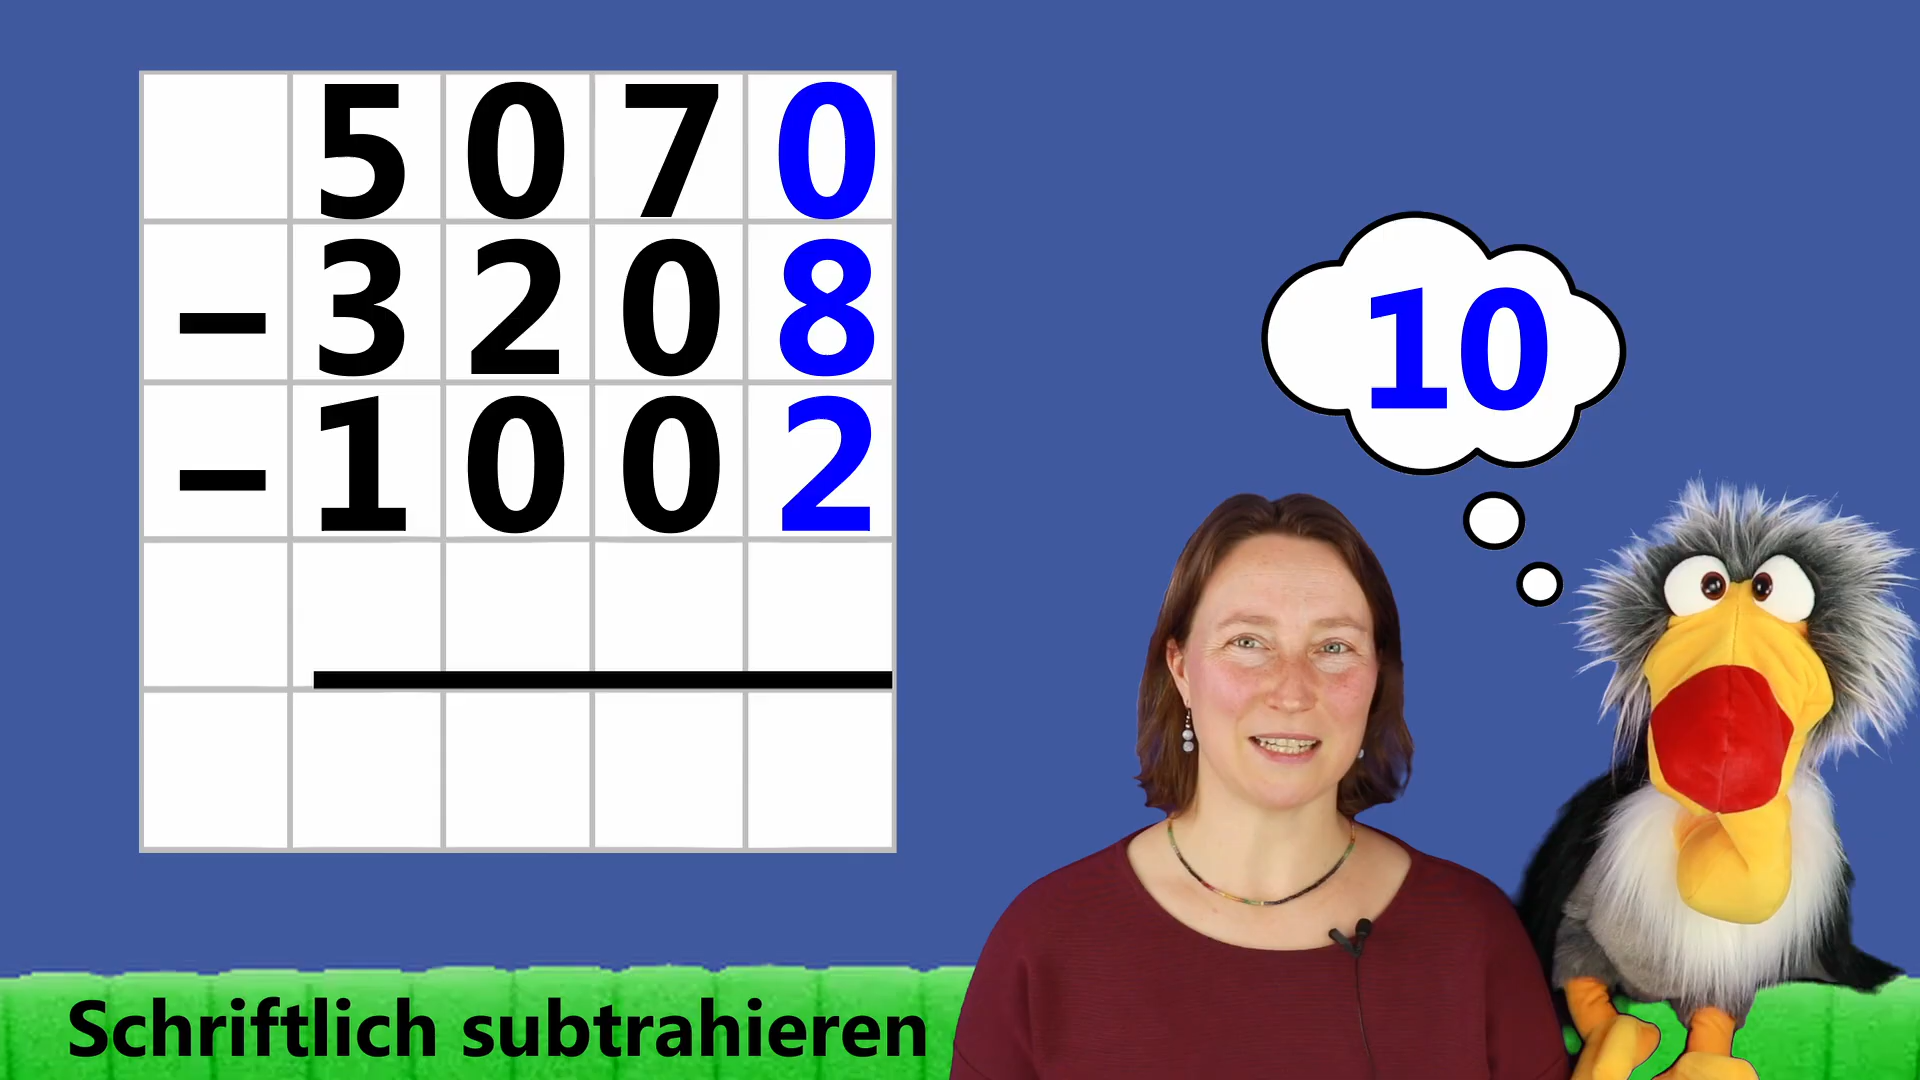 5070
– 3208
– 1002
10
Schriftlich subtrahieren